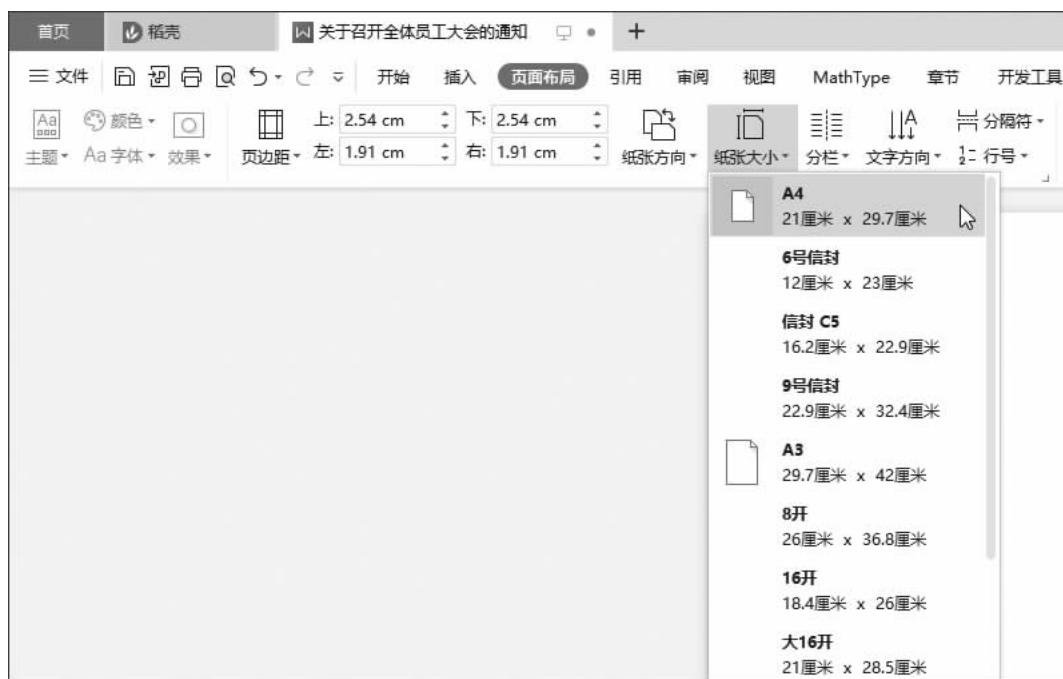 首页 稻壳 关于召开全体员工大会的通知
文件 开始 插入 页面布局 引用 审阅 视图 MathType 章节 开发工具
Aa 颜色 上: 2.54 cm 下: 2.54 cm A 分隔符
主题 Aa 字体 效果 页边距 左: 1.91 cm 右: 1.91 cm 纸张方向 纸张大小 分栏 文字方向 行号
A4
21厘米 x 29.7厘米
6号信封
12厘米 x 23厘米
信封 C5
16.2厘米 x 22.9厘米
9号信封
22.9厘米 x 32.4厘米
A3
29.7厘米 x 42厘米
8开
26厘米 x 36.8厘米
16开
18.4厘米 x 26厘米
大16开
21厘米 x 28.5厘米